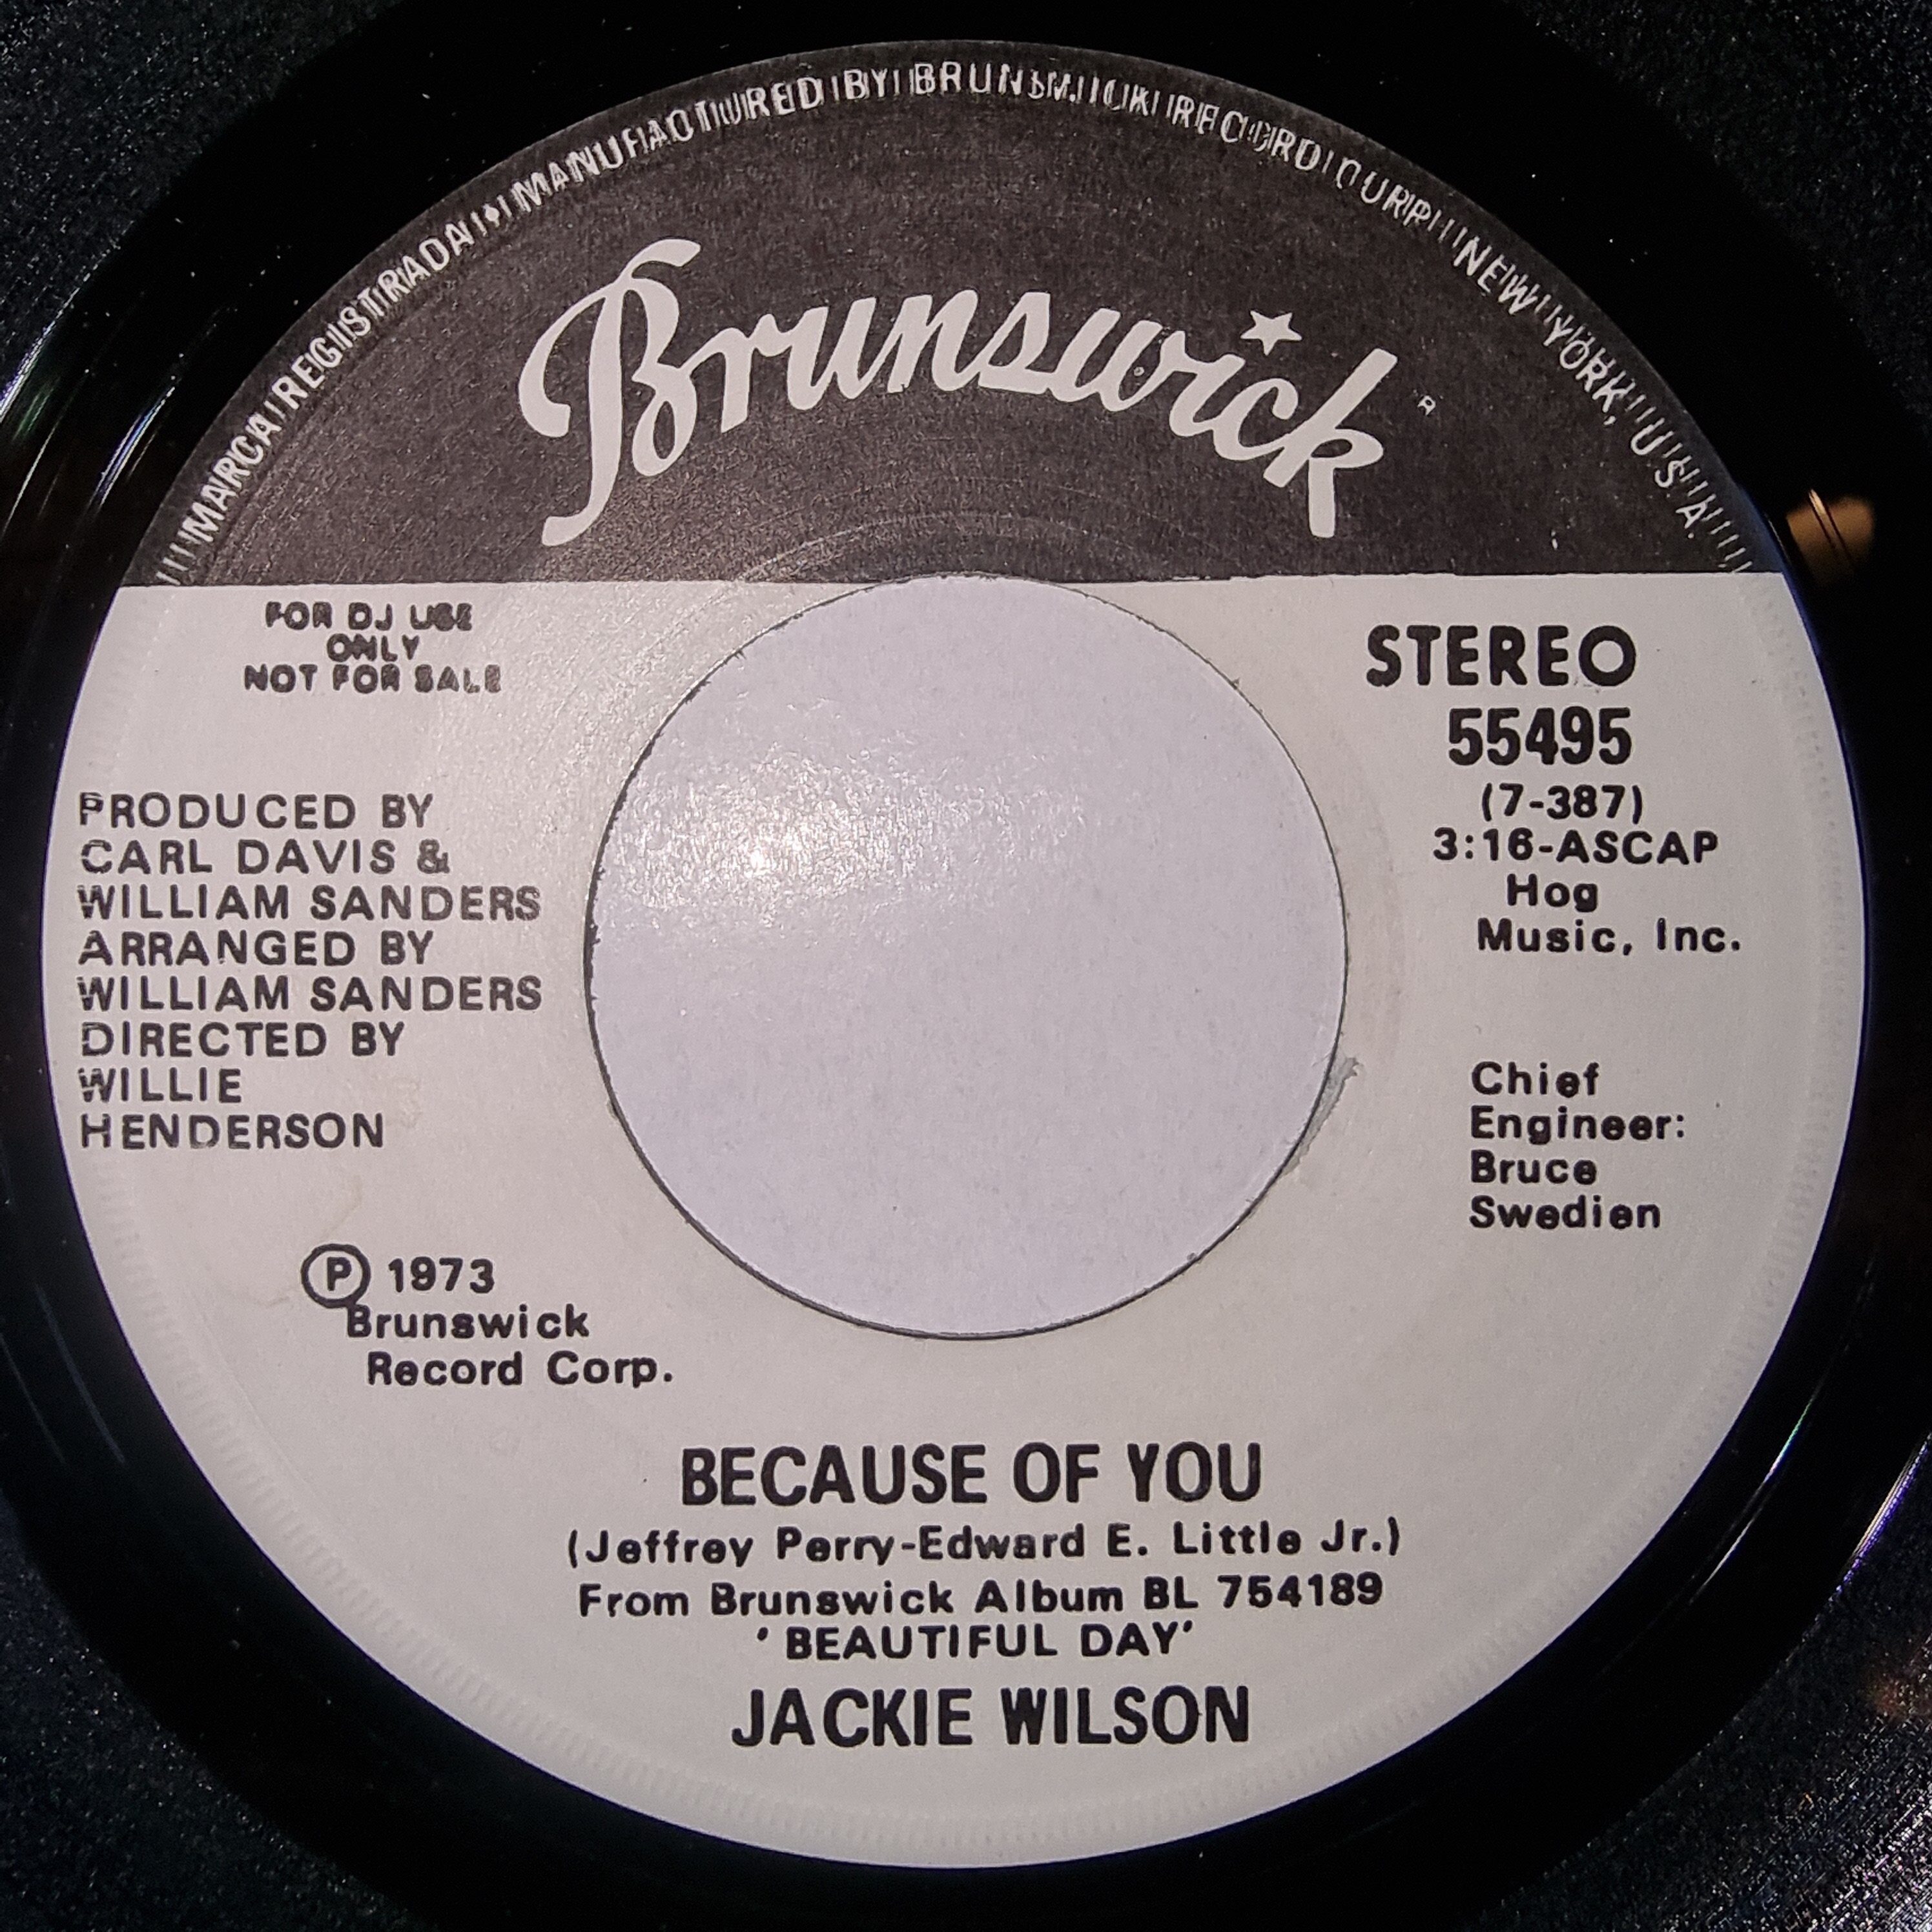 MARCA REGISTRADA • MANUFACTURED BY BRUNSWICK RECORD CORP. NEW YORK, U.S.A.
Brunswick
R
FOR DJ USE
ONLY
NOT FOR SALE
STEREO
55495
(7-387)
3:16-ASCAP
Hog
Music, Inc.
PRODUCED BY
CARL DAVIS &
WILLIAM SANDERS
ARRANGED BY
WILLIAM SANDERS
DIRECTED BY
WILLIE
HENDERSON
Chief
Engineer:
Bruce
Swedien
Ⓟ 1973
Brunswick
Record Corp.
BECAUSE OF YOU
(Jeffrey Perry-Edward E. Little Jr.)
From Brunswick Album BL 754189
'BEAUTIFUL DAY'
JACKIE WILSON